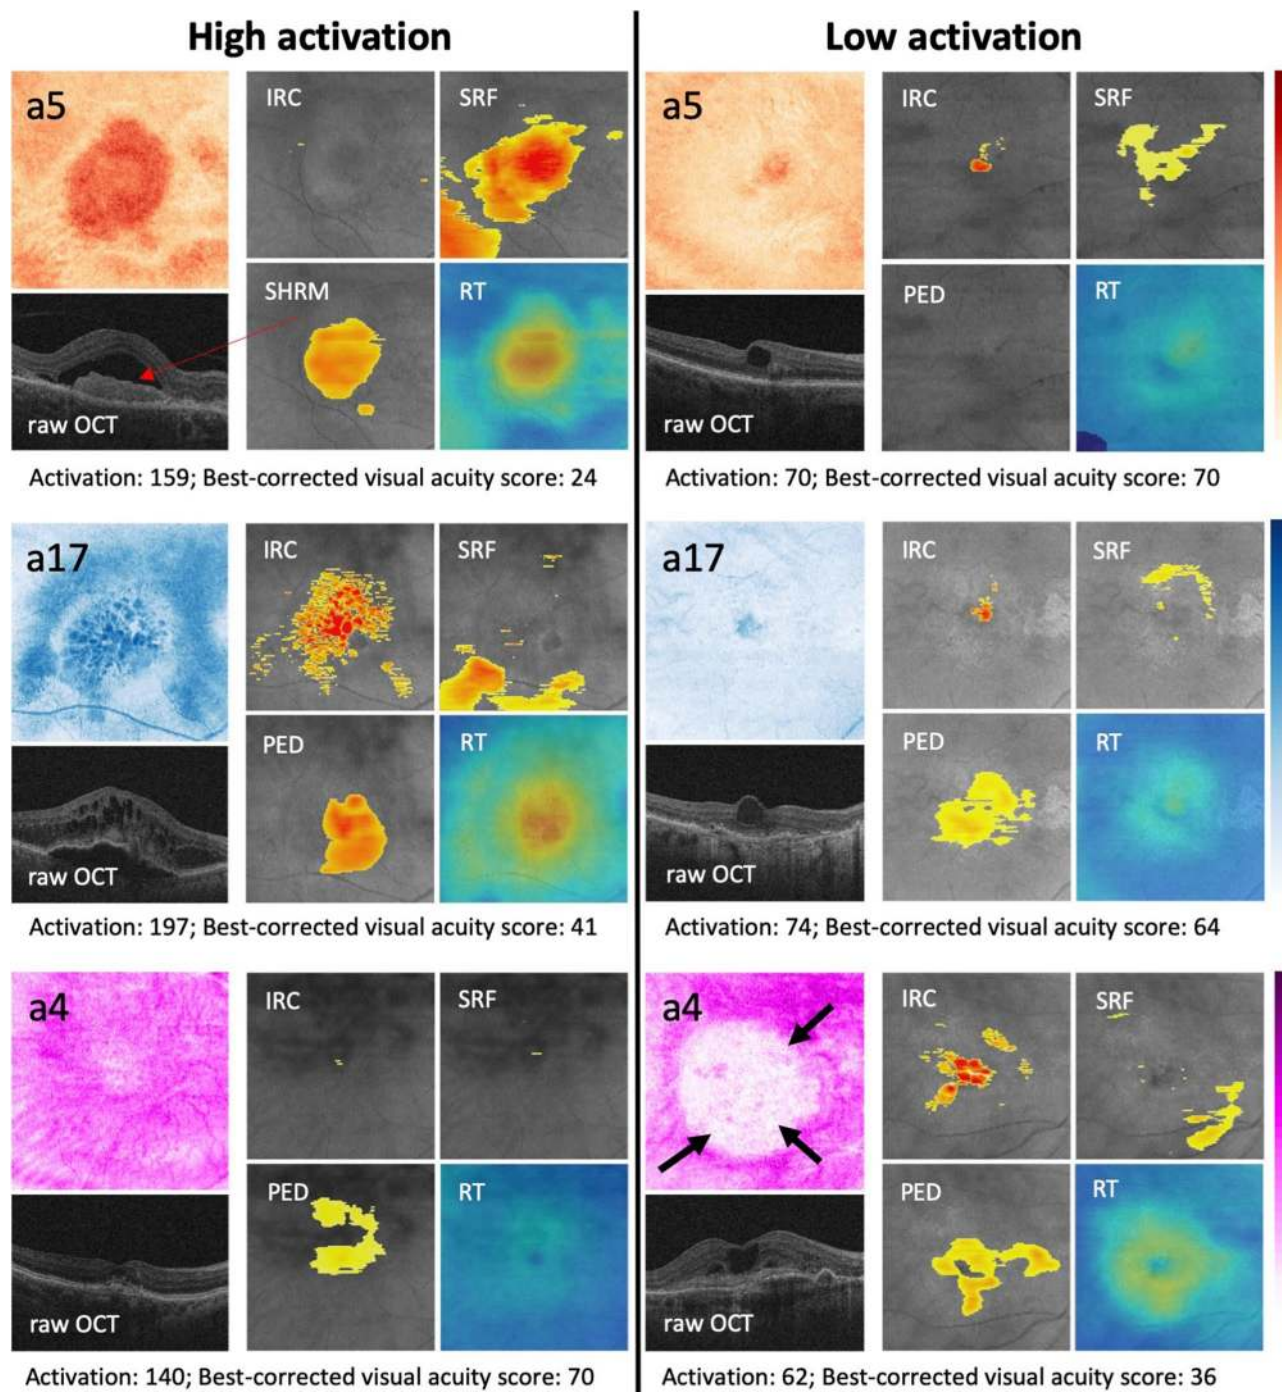 High activation
Low activation
a5
IRC
SRF
raw OCT
SHRM
RT
Activation: 159; Best-corrected visual acuity score: 24
a5
IRC
SRF
raw OCT
PED
RT
Activation: 70; Best-corrected visual acuity score: 70
a17
IRC
SRF
raw OCT
PED
RT
Activation: 197; Best-corrected visual acuity score: 41
a17
IRC
SRF
raw OCT
PED
RT
Activation: 74; Best-corrected visual acuity score: 64
a4
IRC
SRF
raw OCT
PED
RT
Activation: 140; Best-corrected visual acuity score: 70
a4
IRC
SRF
raw OCT
PED
RT
Activation: 62; Best-corrected visual acuity score: 36